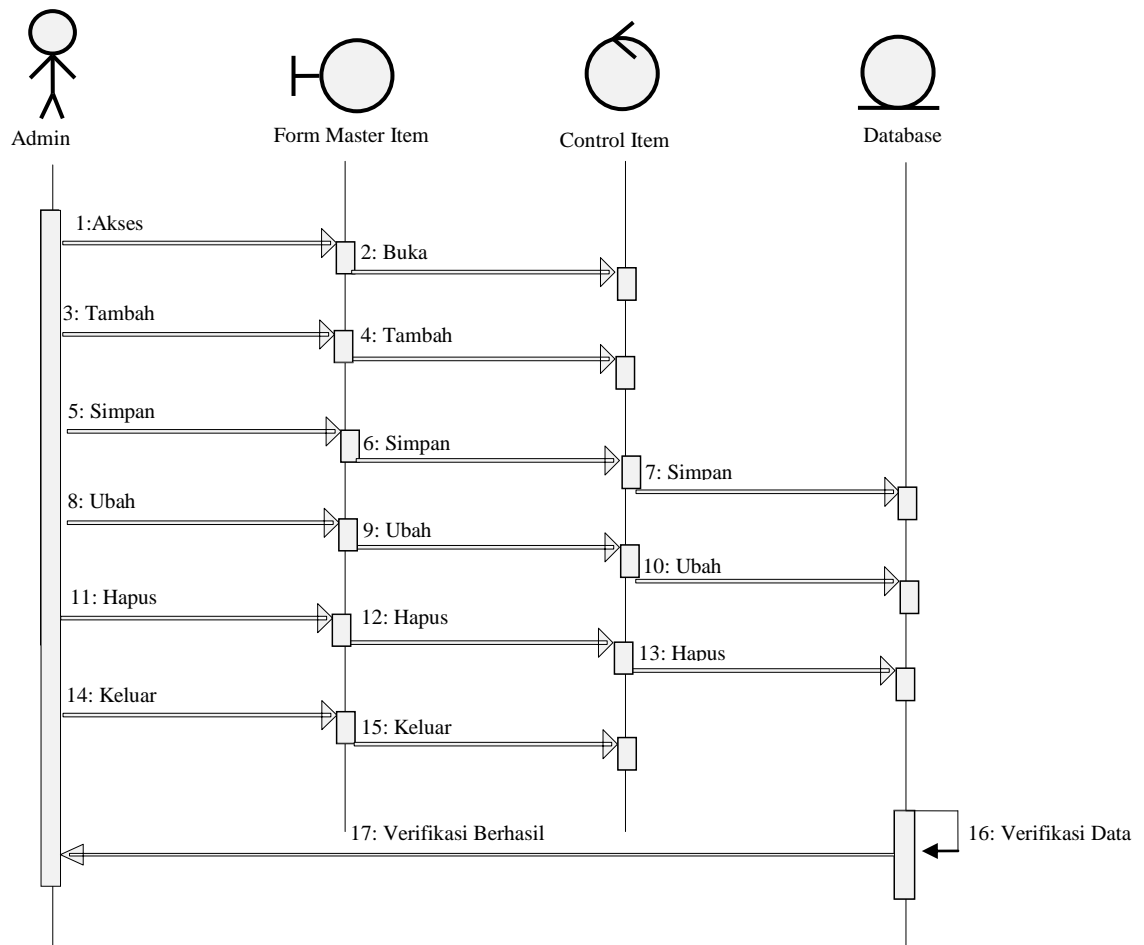 Admin
Form Master Item
Control Item
Database
1:Akses
2: Buka
3: Tambah
4: Tambah
5: Simpan
6: Simpan
7: Simpan
8: Ubah
9: Ubah
10: Ubah
11: Hapus
12: Hapus
13: Hapus
14: Keluar
15: Keluar
17: Verifikasi Berhasil
16: Verifikasi Data